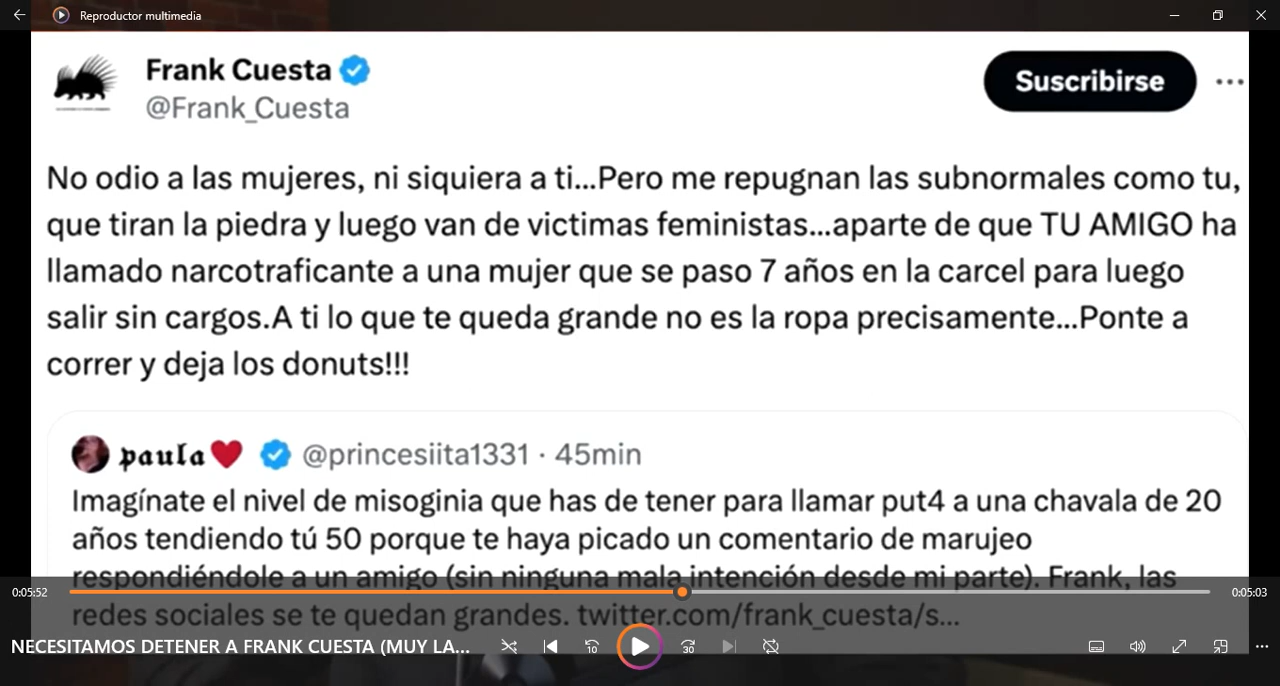 Reproductor multimedia
Frank Cuesta
@Frank_Cuesta
Suscribirse
No odio a las mujeres, ni siquiera a ti...Pero me repugnan las subnormales como tu,
que tiran la piedra y luego van de victimas feministas...aparte de que TU AMIGO ha
llamado narcotraficante a una mujer que se paso 7 años en la carcel para luego
salir sin cargos.A ti lo que te queda grande no es la ropa precisamente...Ponte a
correr y deja los donuts!!!
paula @princesiita1331 · 45min
Imagínate el nivel de misoginia que has de tener para llamar put4 a una chavala de 20
años tendiendo tú 50 porque te haya picado un comentario de marujeo
respondiéndole a un amigo (sin ninguna mala intención desde mi parte). Frank, las
0:05:52
0:05:03
redes sociales se te quedan grandes. twitter.com/frank_cuesta/s...
NECESITAMOS DETENER A FRANK CUESTA (MUY LA...
10
30